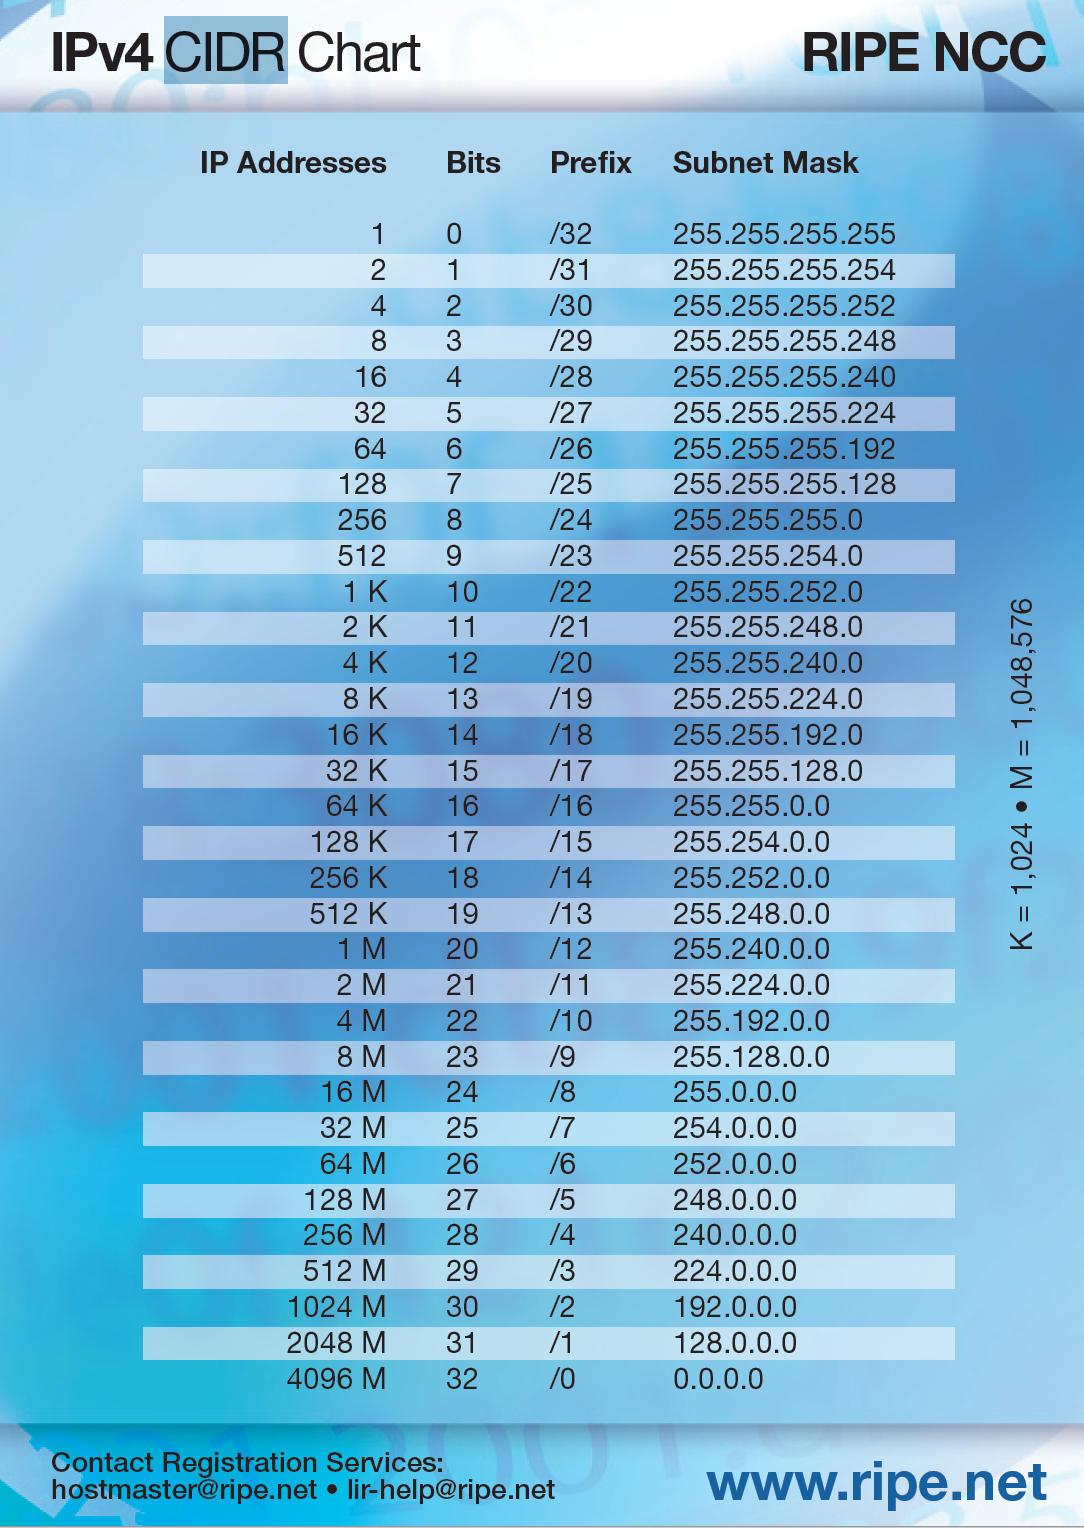 IPv4 CIDR Chart RIPE NCC
IP Addresses Bits Prefix Subnet Mask
1 0 /32 255.255.255.255
2 1 /31 255.255.255.254
4 2 /30 255.255.255.252
8 3 /29 255.255.255.248
16 4 /28 255.255.255.240
32 5 /27 255.255.255.224
64 6 /26 255.255.255.192
128 7 /25 255.255.255.128
256 8 /24 255.255.255.0
512 9 /23 255.255.254.0
1 K 10 /22 255.255.252.0
2 K 11 /21 255.255.248.0
4 K 12 /20 255.255.240.0
8 K 13 /19 255.255.224.0
16 K 14 /18 255.255.192.0
32 K 15 /17 255.255.128.0
64 K 16 /16 255.255.0.0
128 K 17 /15 255.254.0.0
256 K 18 /14 255.252.0.0
512 K 19 /13 255.248.0.0
1 M 20 /12 255.240.0.0
2 M 21 /11 255.224.0.0
4 M 22 /10 255.192.0.0
8 M 23 /9 255.128.0.0
16 M 24 /8 255.0.0.0
32 M 25 /7 254.0.0.0
64 M 26 /6 252.0.0.0
128 M 27 /5 248.0.0.0
256 M 28 /4 240.0.0.0
512 M 29 /3 224.0.0.0
1024 M 30 /2 192.0.0.0
2048 M 31 /1 128.0.0.0
4096 M 32 /0 0.0.0.0
K = 1,024 • M = 1,048,576
Contact Registration Services:
hostmaster@ripe.net • lir-help@ripe.net
www.ripe.net